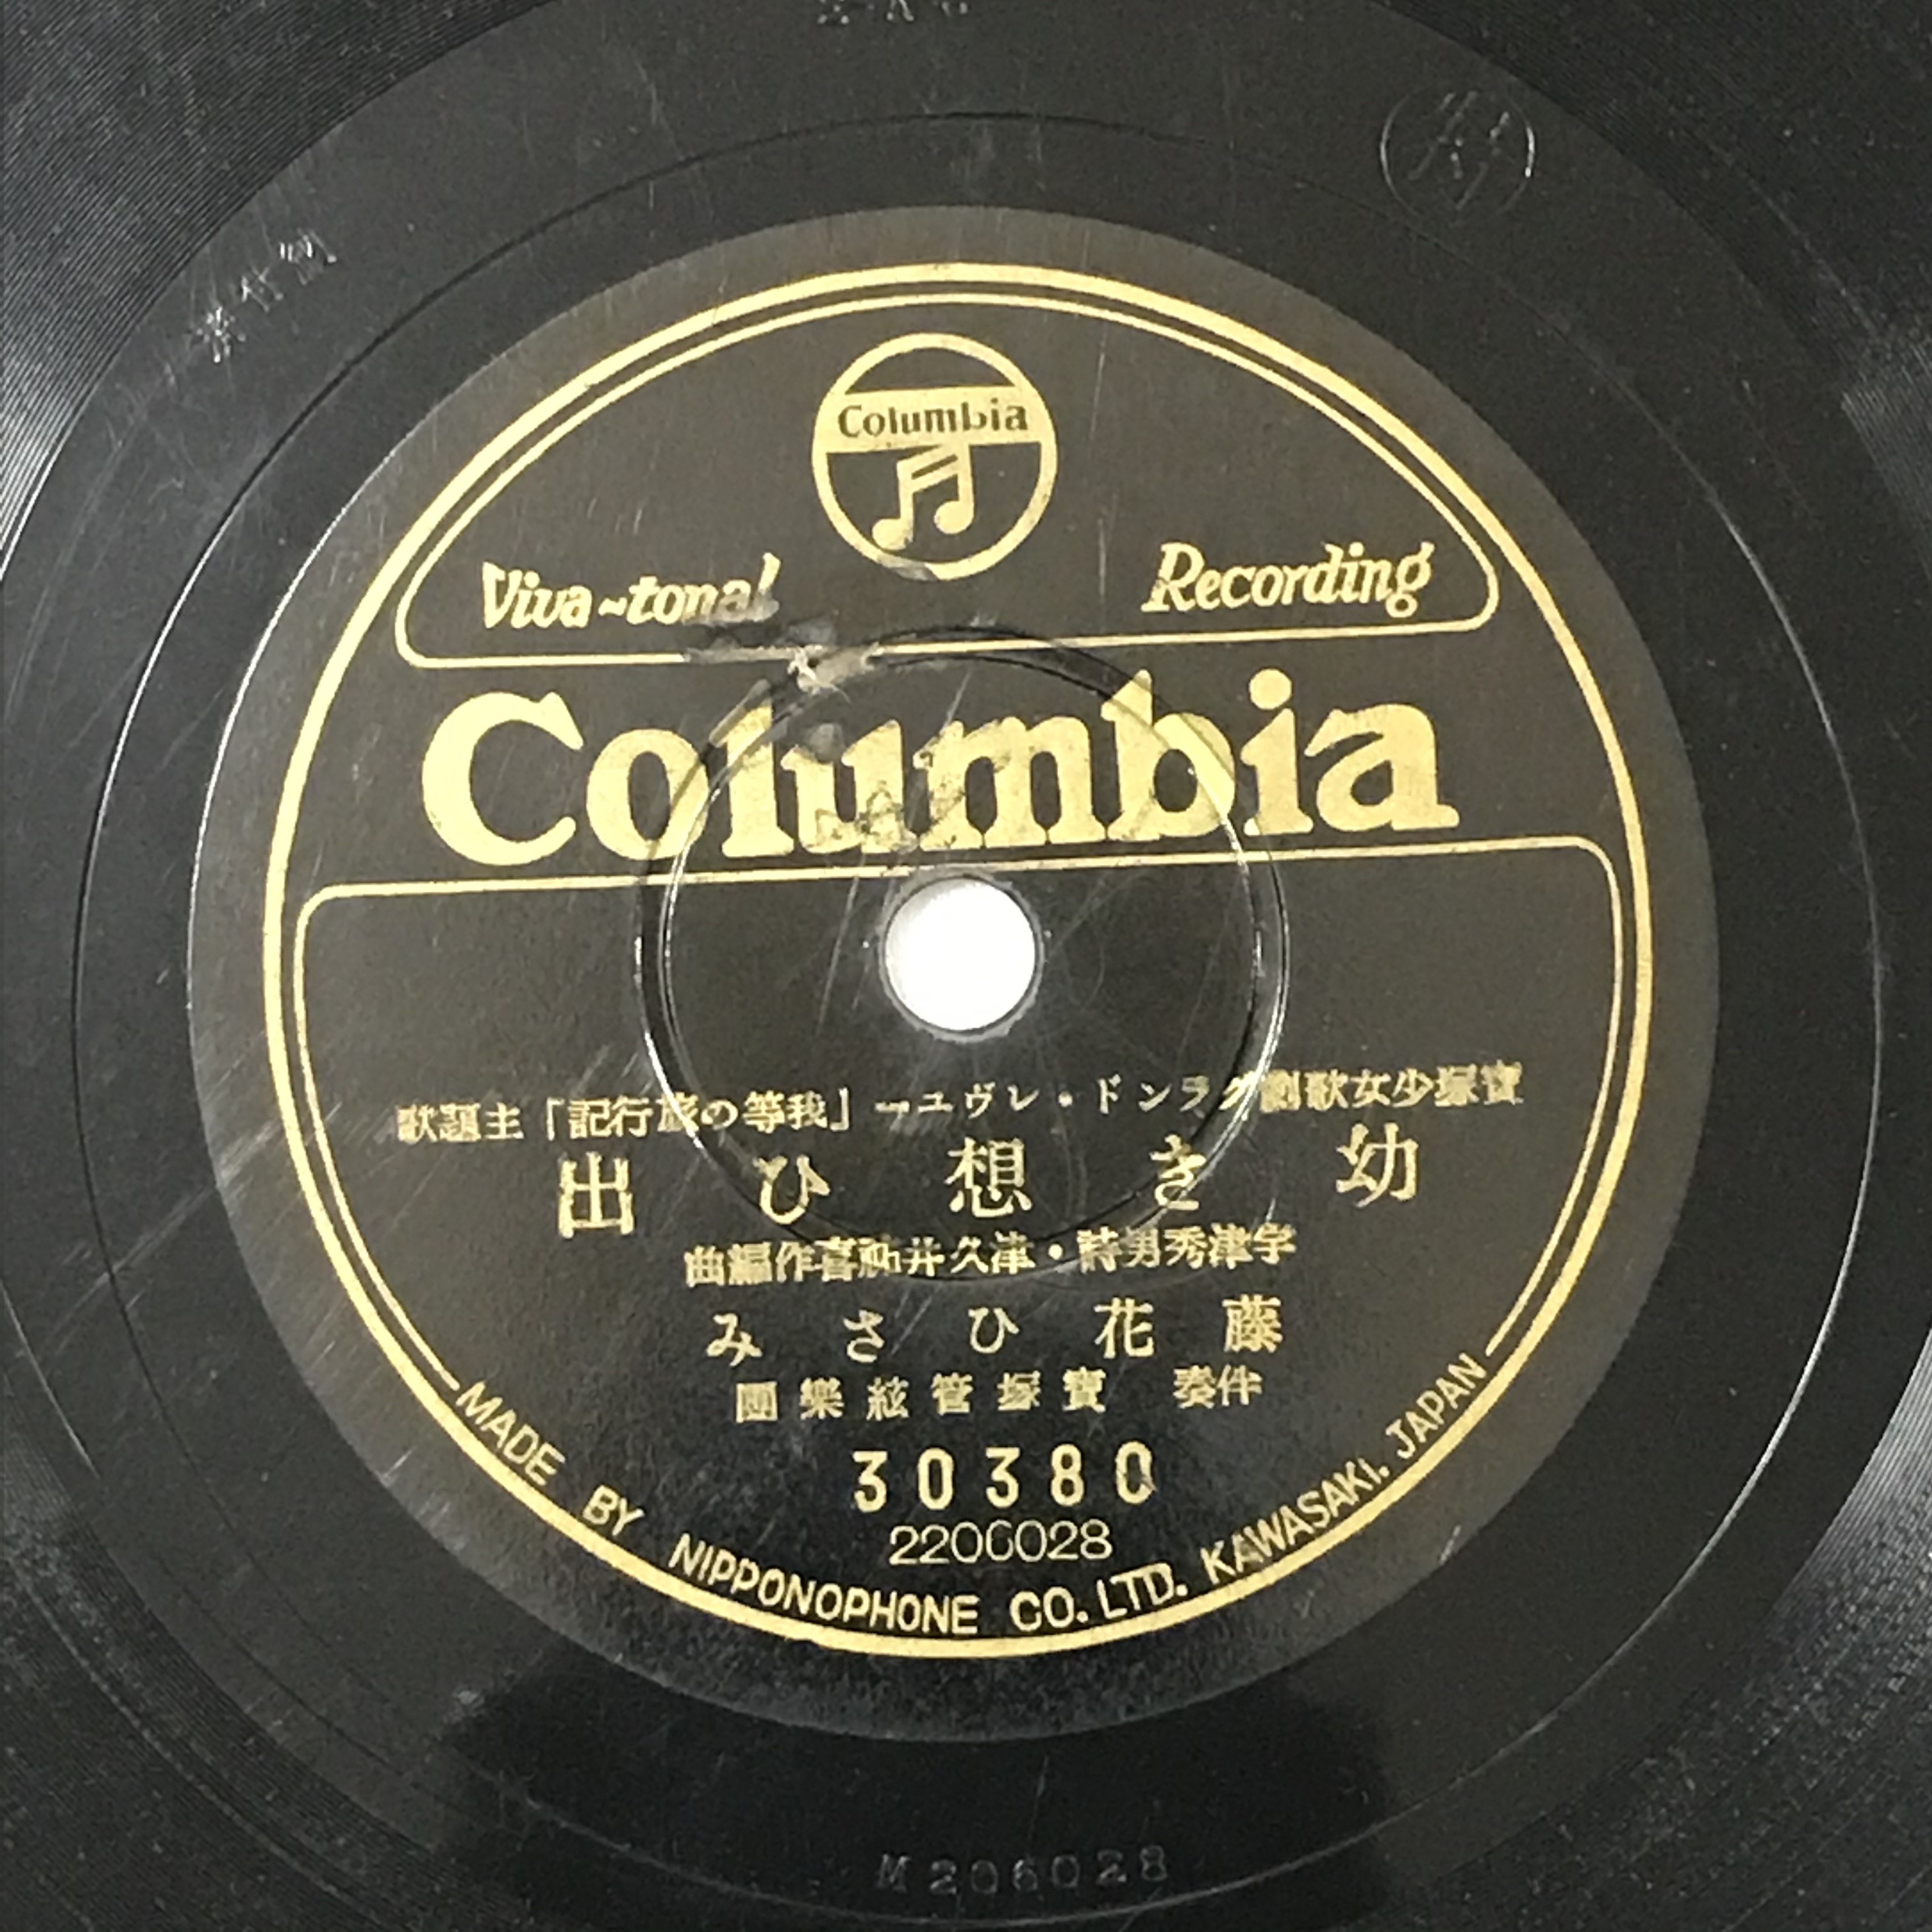 Columbia
Viva-tonal Recording
Columbia
寶塚少女歌劇グランド・レヴユー「我等の旅行記」主題歌
幼き想ひ出
宇津秀男詩・津久井祐喜作編曲
藤花ひさみ
伴奏 寶塚管絃樂團
30380
2206028
MADE BY NIPPONOPHONE CO. LTD. KAWASAKI. JAPAN
M206028